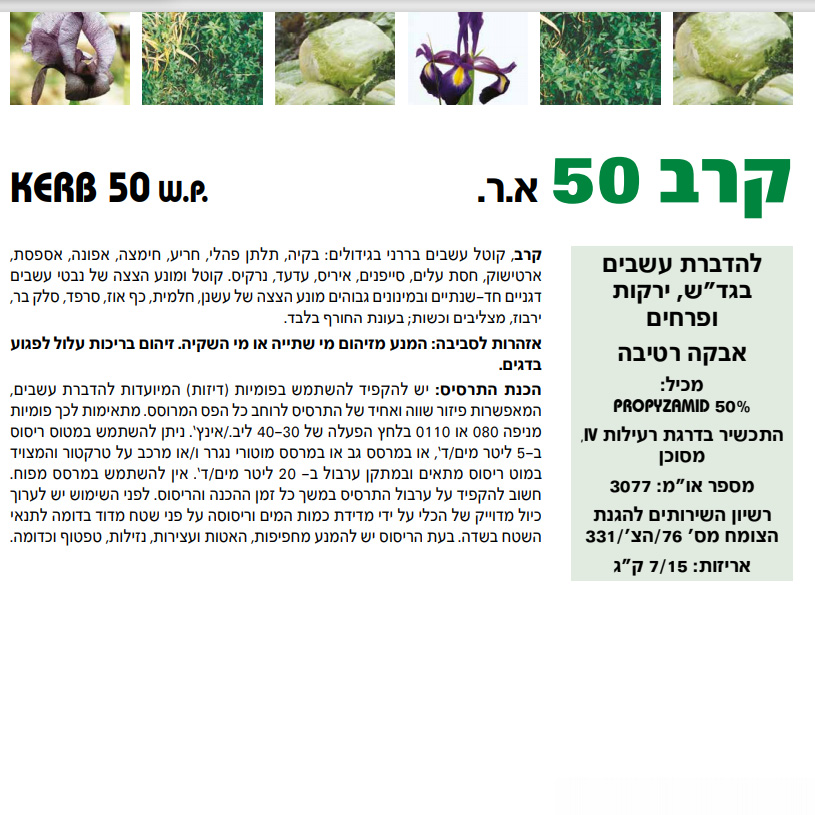 קרב 50 א.ר.
KERB 50 W.P.
להדברת עשבים
בגד"ש, ירקות
ופרחים
אבקה רטיבה
מכיל:
PROPYZAMID 50%
התכשיר בדרגת רעילות IV,
מסוכן
מספר או"מ: 3077
רשיון השירותים להגנת
הצומח מס' 76/הצ'/331
אריזות: 7/15 ק"ג
קרב, קוטל עשבים בררני בגידולים: בקיה, תלתן פהלי, חריע, חימצה, אפונה, אספסת,
ארטישוק, חסת עלים, סייפנים, איריס, עדעד, נרקיס. קוטל ומונע הצצה של נבטי עשבים
דגניים חד-שנתיים ובמינונים גבוהים מונע הצצה של עשנן, חלמית, כף אוז, סרפד, סלק בר,
ירבוז, מצליבים וכשות; בעונת החורף בלבד.
אזהרות לסביבה: המנע מזיהום מי שתייה או מי השקיה. זיהום בריכות עלול לפגוע
בדגים.
הכנת התרסיס: יש להקפיד להשתמש בפומיות (דיזות) המיועדות להדברת עשבים,
המאפשרות פיזור שווה ואחיד של התרסיס לרוחב כל הפס המרוסס. מתאימות לכך פומיות
מניפה 080 או 0110 בלחץ הפעלה של 30-40 ליב./אינץ'. ניתן להשתמש במטוס ריסוס
ב-5 ליטר מים/ד', או במרסס גב או במרסס מוטורי נגרר ו/או מרכב על טרקטור והמצויד
במוט ריסוס מתאים ובמתקן ערבול ב- 20 ליטר מים/ד'. אין להשתמש במרסס מפוח.
חשוב להקפיד על ערבול התרסיס במשך כל זמן ההכנה והריסוס. לפני השימוש יש לערוך
כיול מדוייק של הכלי על ידי מדידת כמות המים וריסוסה על פני שטח מדוד בדומה לתנאי
השטח בשדה. בעת הריסוס יש להמנע מחפיפות, האטות ועצירות, נזילות, טפטוף וכדומה.